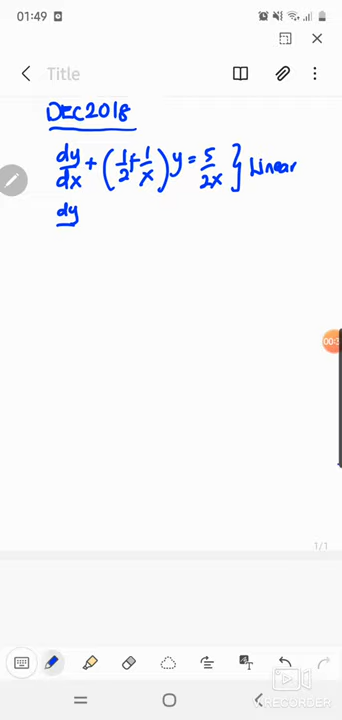 01:49
Title
DEC2018
dy/dx + (1/2 + 1/x) y = 5/2x } Linear
dy
1/1
T
RECORDER